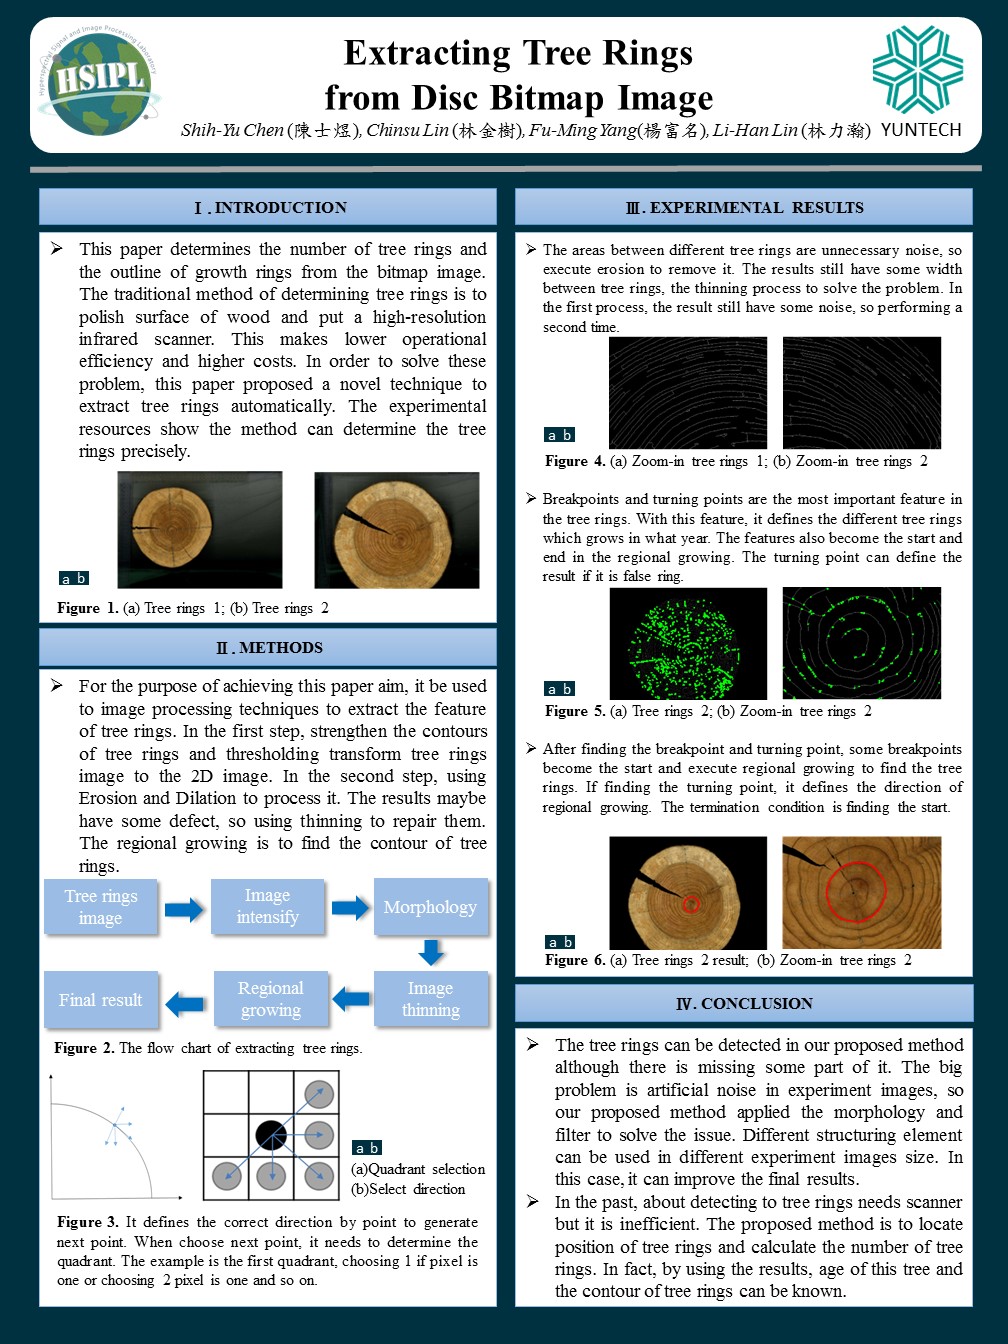 Hyperspectral Signal and Image Processing Laboratory
HSIPL
Extracting Tree Rings
from Disc Bitmap Image
Shih-Yu Chen (陳士煜), Chinsu Lin (林金樹), Fu-Ming Yang(楊富名), Li-Han Lin (林力瀚)
YUNTECH
Ⅰ. INTRODUCTION
➢ This paper determines the number of tree rings and
the outline of growth rings from the bitmap image.
The traditional method of determining tree rings is to
polish surface of wood and put a high-resolution
infrared scanner. This makes lower operational
efficiency and higher costs. In order to solve these
problem, this paper proposed a novel technique to
extract tree rings automatically. The experimental
resources show the method can determine the tree
rings precisely.
a b
Figure 1. (a) Tree rings 1; (b) Tree rings 2
Ⅱ. METHODS
➢ For the purpose of achieving this paper aim, it be used
to image processing techniques to extract the feature
of tree rings. In the first step, strengthen the contours
of tree rings and thresholding transform tree rings
image to the 2D image. In the second step, using
Erosion and Dilation to process it. The results maybe
have some defect, so using thinning to repair them.
The regional growing is to find the contour of tree
rings.
Tree rings
image
Image
intensify
Morphology
Image
thinning
Regional
growing
Final result
Figure 2. The flow chart of extracting tree rings.
a b
(a)Quadrant selection
(b)Select direction
Figure 3. It defines the correct direction by point to generate
next point. When choose next point, it needs to determine the
quadrant. The example is the first quadrant, choosing 1 if pixel is
one or choosing 2 pixel is one and so on.
Ⅲ. EXPERIMENTAL RESULTS
➢ The areas between different tree rings are unnecessary noise, so
execute erosion to remove it. The results still have some width
between tree rings, the thinning process to solve the problem. In
the first process, the result still have some noise, so performing a
second time.
a b
Figure 4. (a) Zoom-in tree rings 1; (b) Zoom-in tree rings 2
➢ Breakpoints and turning points are the most important feature in
the tree rings. With this feature, it defines the different tree rings
which grows in what year. The features also become the start and
end in the regional growing. The turning point can define the
result if it is false ring.
a b
Figure 5. (a) Tree rings 2; (b) Zoom-in tree rings 2
➢ After finding the breakpoint and turning point, some breakpoints
become the start and execute regional growing to find the tree
rings. If finding the turning point, it defines the direction of
regional growing. The termination condition is finding the start.
a b
Figure 6. (a) Tree rings 2 result; (b) Zoom-in tree rings 2
Ⅳ. CONCLUSION
➢ The tree rings can be detected in our proposed method
although there is missing some part of it. The big
problem is artificial noise in experiment images, so
our proposed method applied the morphology and
filter to solve the issue. Different structuring element
can be used in different experiment images size. In
this case, it can improve the final results.
➢ In the past, about detecting to tree rings needs scanner
but it is inefficient. The proposed method is to locate
position of tree rings and calculate the number of tree
rings. In fact, by using the results, age of this tree and
the contour of tree rings can be known.